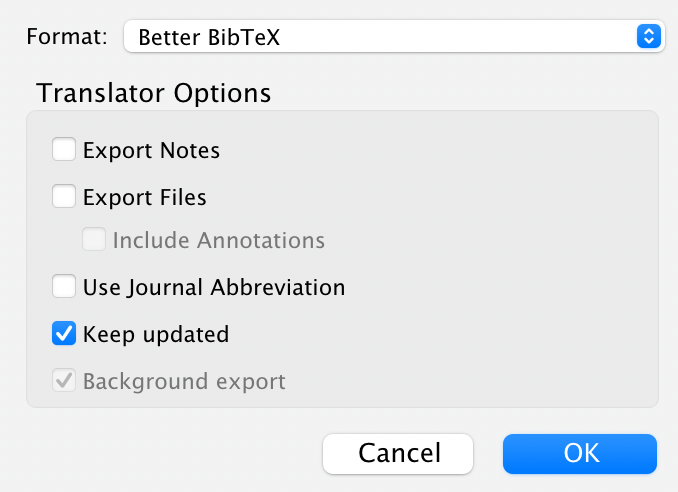 Format: Better BibTeX
Translator Options
Export Notes
Export Files
Include Annotations
Use Journal Abbreviation
Keep updated
Background export
Cancel OK